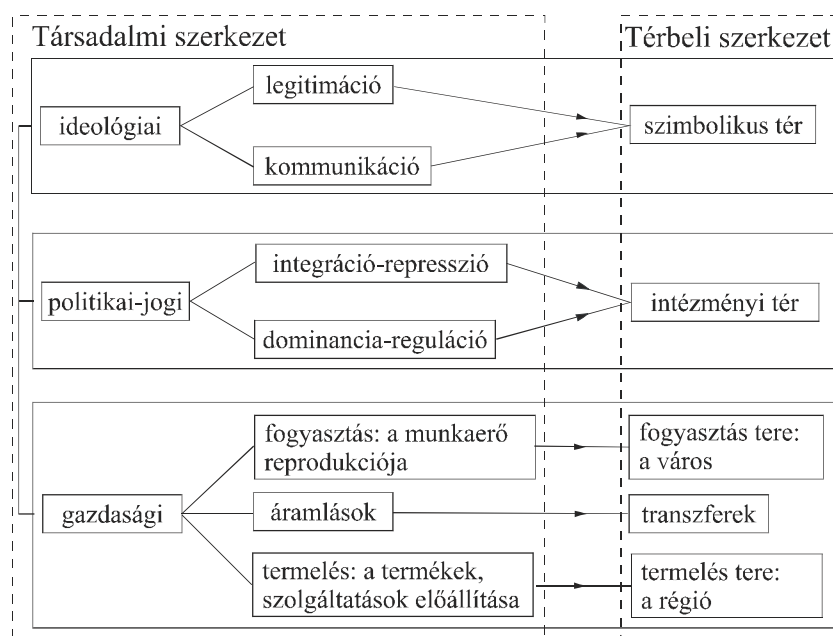 Társadalmi szerkezet
Térbeli szerkezet
ideológiai
legitimáció
kommunikáció
szimbolikus tér
politikai-jogi
integráció-represszió
dominancia-reguláció
intézményi tér
gazdasági
fogyasztás: a munkaerő
reprodukciója
fogyasztás tere:
a város
áramlások
transzferek
termelés: a termékek,
szolgáltatások előállítása
termelés tere:
a régió